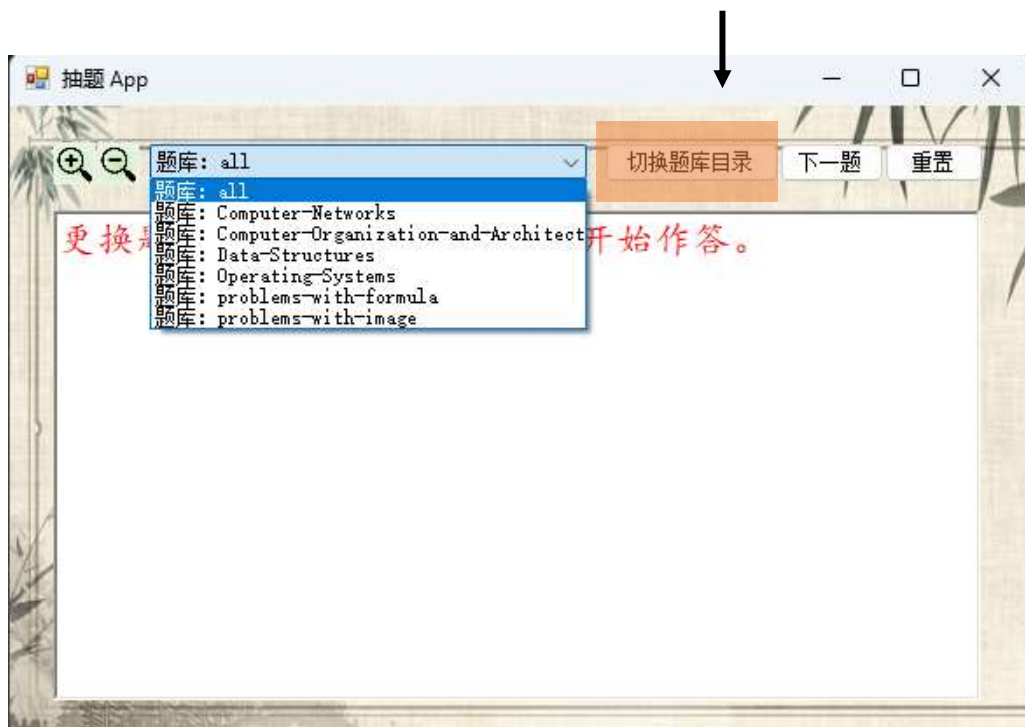 抽题 App
题库: all
切换题库目录
下一题
重置
题库: all
题库: Computer-Networks
题库: Computer-Organization-and-Architect
题库: Data-Structures
题库: Operating-Systems
题库: problems-with-formula
题库: problems-with-image
更换 开始作答。